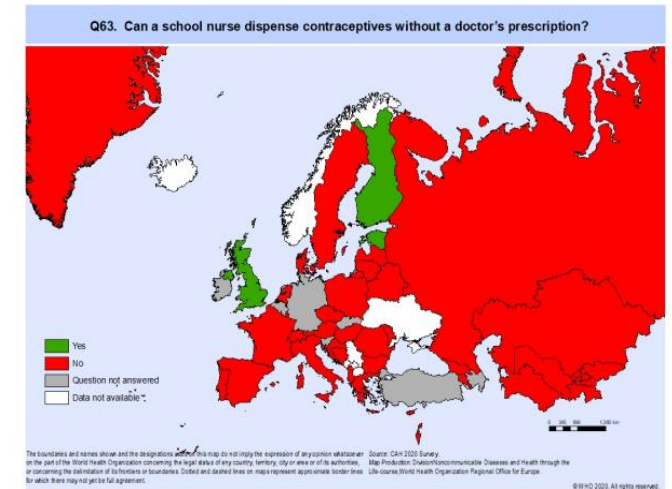 Q63. Can a school nurse dispense contraceptives without a doctor's prescription?
Yes
No
Question not answered
Data not available
The boundaries and names shown and the designations used on this map do not imply the expression of any opinion whatsoever
on the part of the World Health Organization concerning the legal status of any country, territory, city or area or of its authorities,
or concerning the delimitation of its frontiers or boundaries. Dotted and dashed lines on maps represent approximate border lines
for which there may not yet be full agreement.
Source: CAH 2020 Survey.
Map Production: Division Noncommunicable Diseases and Health through the
Life-course, World Health Organization Regional Office for Europe.
©WHO 2020. All rights reserved.